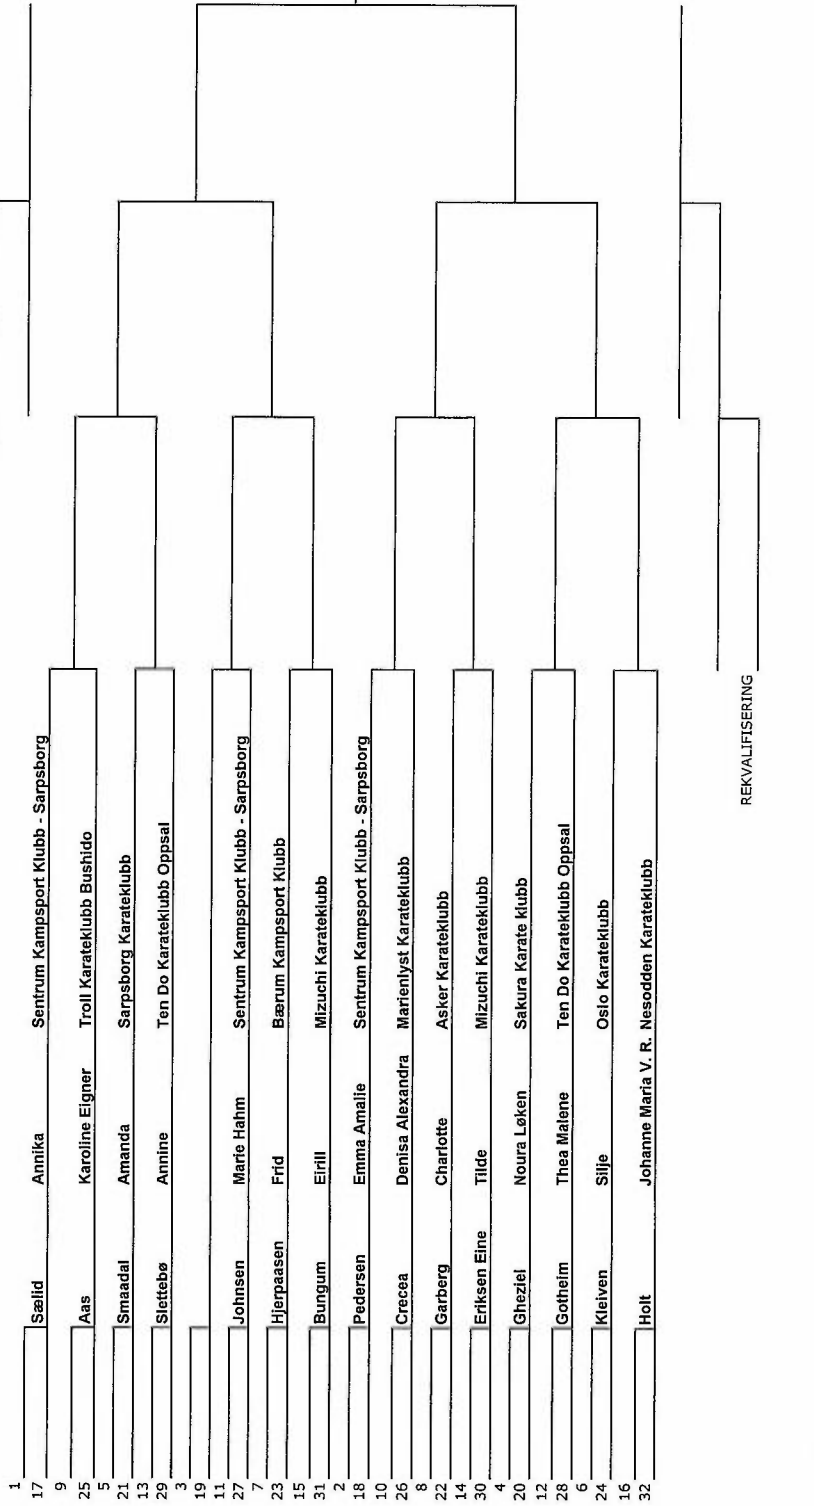 1
17 Sælid Annika Sentrum Kampsport Klubb - Sarpsborg
9
25 Aas Karoline Eigner Troll Karateklubb Bushido
5
21 Smaadal Amanda Sarpsborg Karateklubb
13
29 Slettebø Annine Ten Do Karateklubb Oppsal
3
19
11
27 Johnsen Marie Hahm Sentrum Kampsport Klubb - Sarpsborg
7
23 Hjerpaasen Frid Bærum Kampsport Klubb
15
31 Bungum Eirill Mizuchi Karateklubb
2
18 Pedersen Emma Amalie Sentrum Kampsport Klubb - Sarpsborg
10
26 Crecea Denisa Alexandra Marienlyst Karateklubb
8
22 Garberg Charlotte Asker Karateklubb
14
30 Eriksen Eine Tilde Mizuchi Karateklubb
4
20 Gheziel Noura Løken Sakura Karate klubb
12
28 Gotheim Thea Malene Ten Do Karateklubb Oppsal
6
24 Kleiven Silje Oslo Karateklubb
16
32 Holt Johanne Maria V. R. Nesodden Karateklubb
REKVALIFISERING